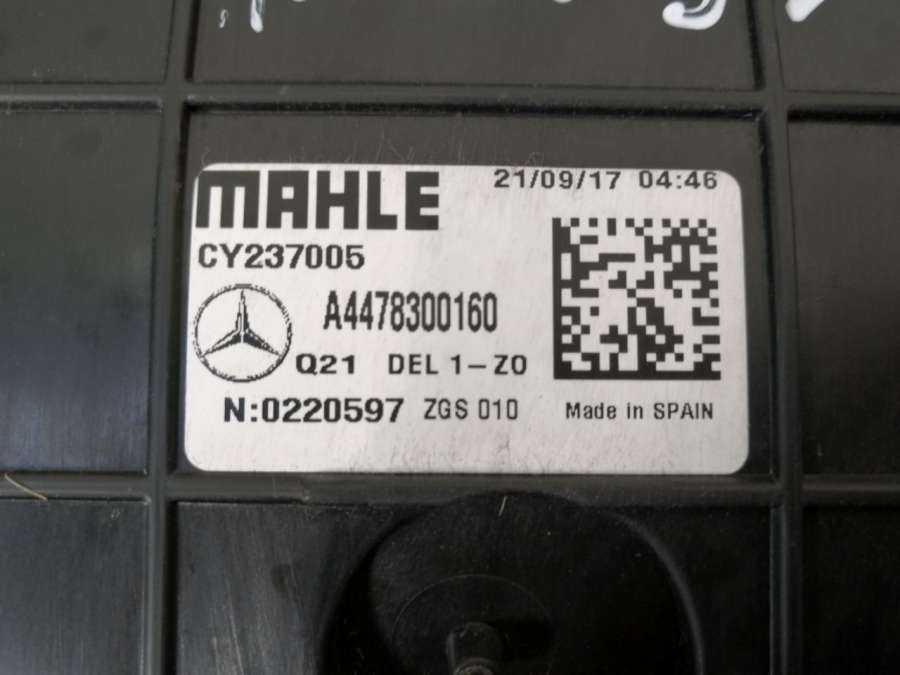 MAHLE
21/09/17 04:46
CY237005
A4478300160
Q21 DEL 1-Z0
N:0220597 ZGS 010
Made in SPAIN